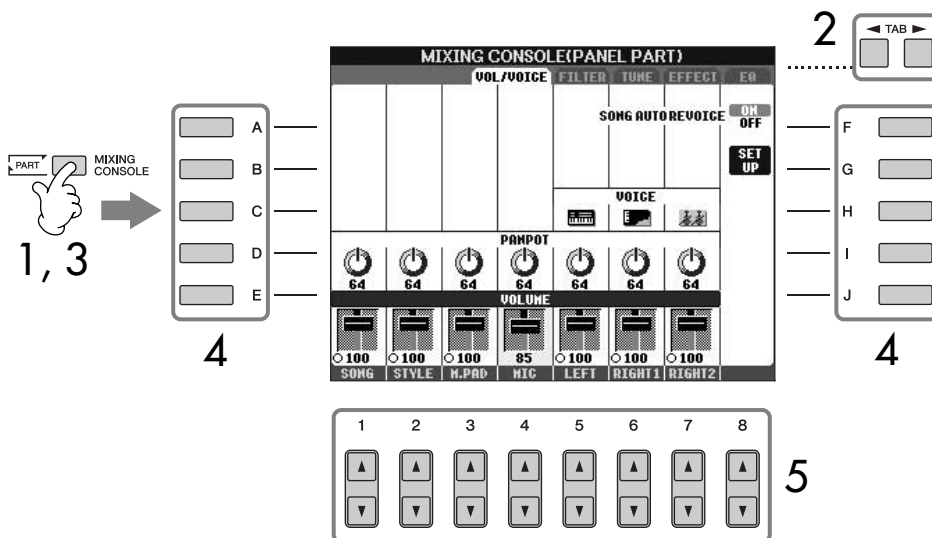 2
◄ TAB ►
MIXING CONSOLE(PANEL PART)
VOL/VOICE FILTER TUNE EFFECT EQ
SONG AUTO REVOICE ON
OFF
SET
UP
A
B
C
D
E
F
G
H
I
J
PART
MIXING
CONSOLE
1, 3
4
4
VOICE
PANPOT
64 64 64 64 64 64 64
VOLUME
100 100 100 85 100 100 100
SONG STYLE M.PAD MIC LEFT RIGHT1 RIGHT2
1 2 3 4 5 6 7 8
5